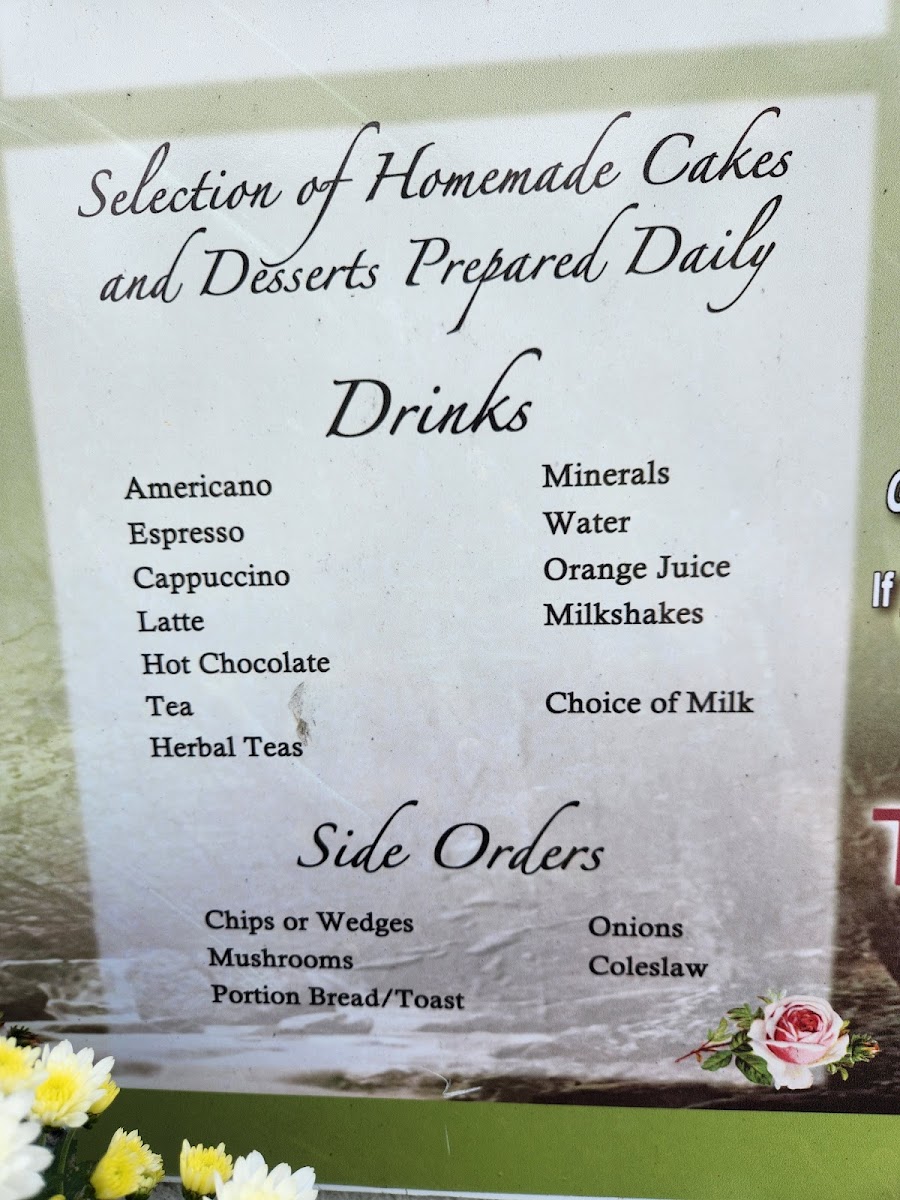 Selection of Homemade Cakes
and Desserts Prepared Daily
Drinks
Americano
Espresso
Cappuccino
Latte
Hot Chocolate
Tea
Herbal Teas
Minerals
Water
Orange Juice
Milkshakes
Choice of Milk
Side Orders
Chips or Wedges
Mushrooms
Portion Bread/Toast
Onions
Coleslaw
If